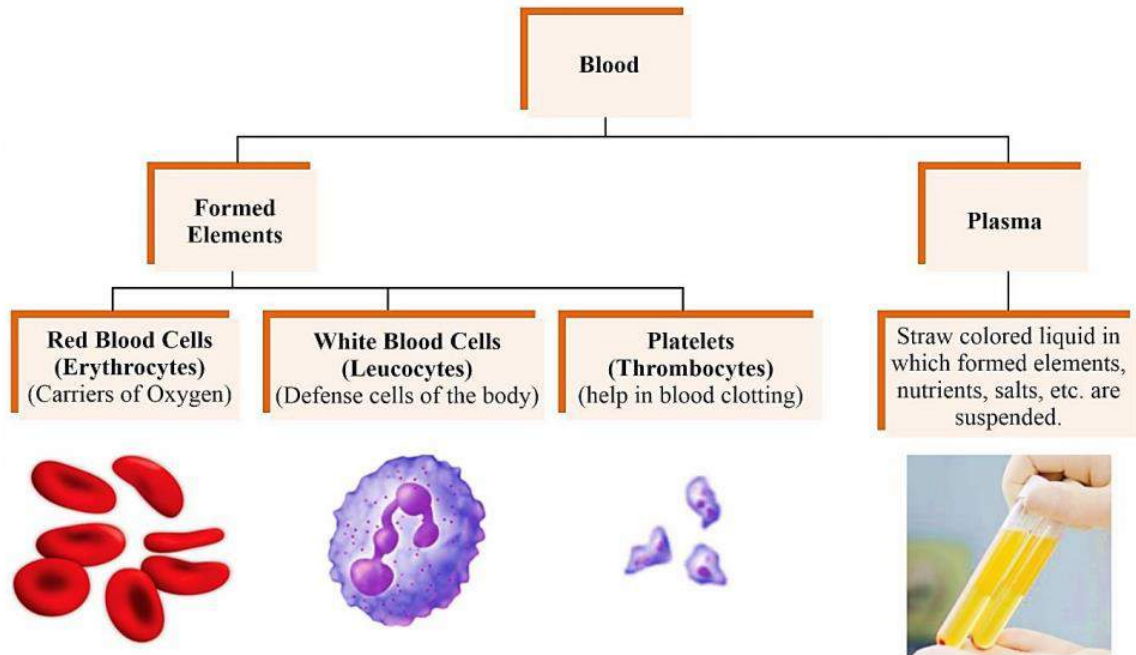 Blood
Formed
Elements
Plasma
Red Blood Cells
(Erythrocytes)
(Carriers of Oxygen)
White Blood Cells
(Leucocytes)
(Defense cells of the body)
Platelets
(Thrombocytes)
(help in blood clotting)
Straw colored liquid in
which formed elements,
nutrients, salts, etc. are
suspended.